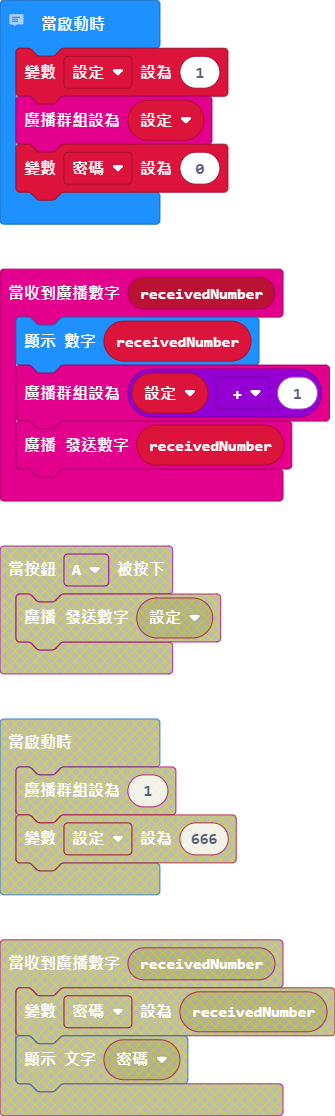 當啟動時
變數 設定 設為 1
廣播群組設為 設定
變數 密碼 設為 0
當收到廣播數字 receivedNumber
顯示 數字 receivedNumber
廣播群組設為 設定 + 1
廣播 發送數字 receivedNumber
當按鈕 A 被按下
廣播 發送數字 設定
當啟動時
廣播群組設為 1
變數 設定 設為 666
當收到廣播數字 receivedNumber
變數 密碼 設為 receivedNumber
顯示 文字 密碼